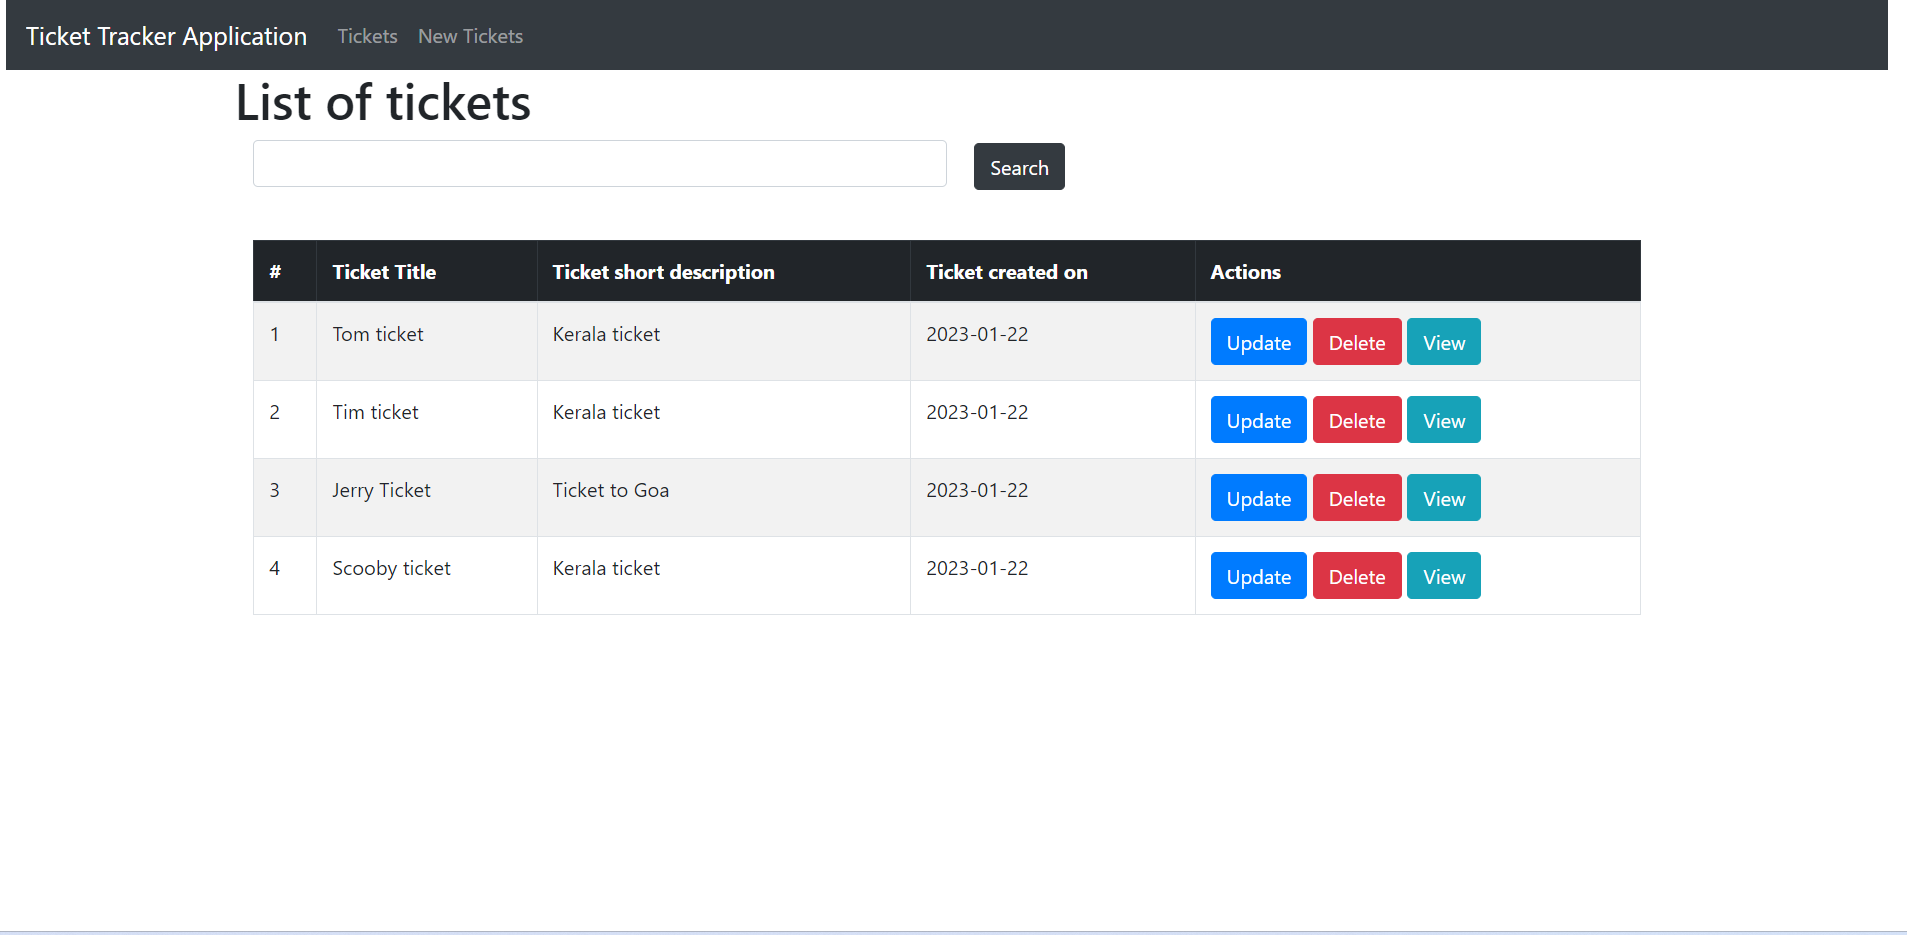 Ticket Tracker Application Tickets New Tickets
List of tickets
Search
# Ticket Title Ticket short description Ticket created on Actions
1 Tom ticket Kerala ticket 2023-01-22 Update Delete View
2 Tim ticket Kerala ticket 2023-01-22 Update Delete View
3 Jerry Ticket Ticket to Goa 2023-01-22 Update Delete View
4 Scooby ticket Kerala ticket 2023-01-22 Update Delete View